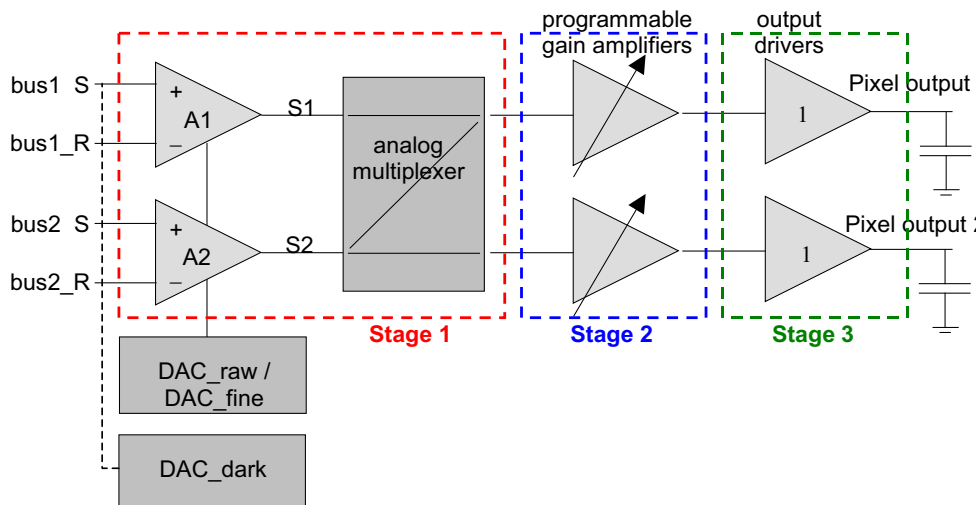 programmable
gain amplifiers
output
drivers
bus1 S
+
A1
S1
Pixel output
1
bus1_R
−
analog
multiplexer
bus2 S
+
A2
S2
Pixel output 2
1
bus2_R
−
Stage 1
Stage 2
Stage 3
DAC_raw /
DAC_fine
DAC_dark